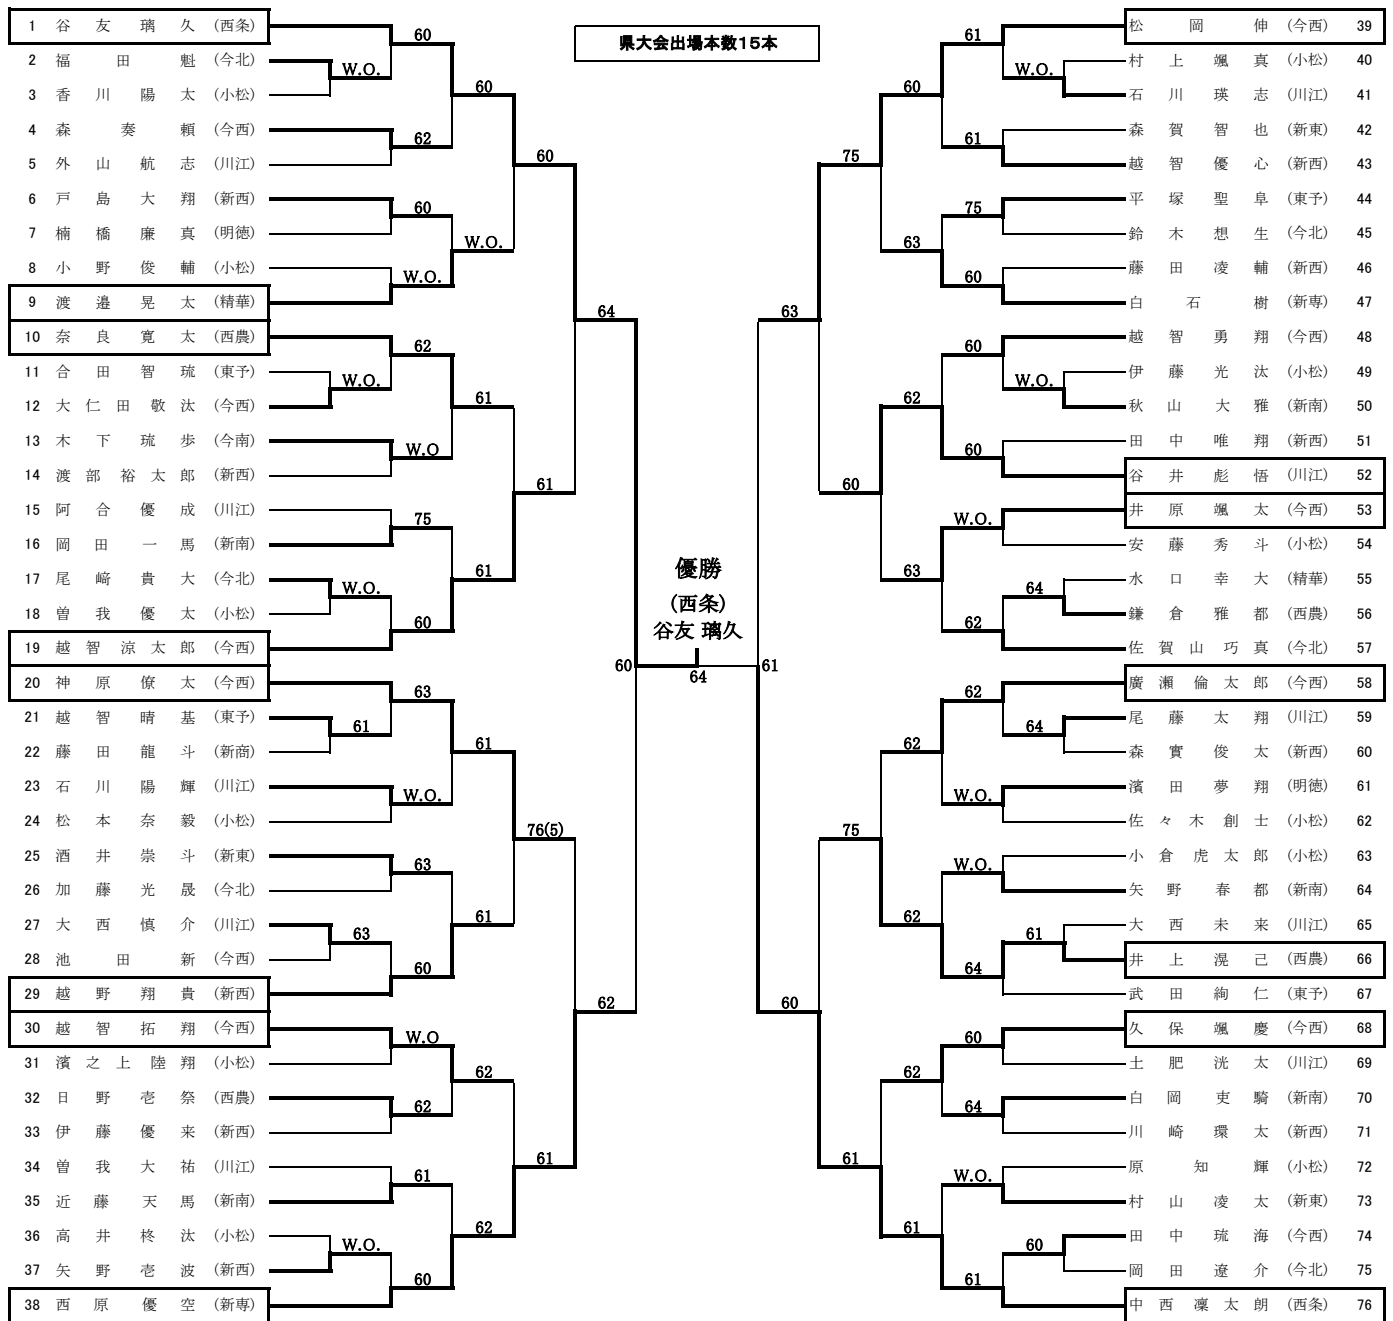 県大会出場本数15本
1 谷友璃久 (西条)
2 福田魁 (今北)
3 香川陽太 (小松)
4 森奏頼 (今西)
5 外山航志 (川江)
6 戸島大翔 (新西)
7 楠橋廉真 (明徳)
8 小野俊輔 (小松)
9 渡邉晃太 (精華)
10 奈良寛太 (西農)
11 合田智琉 (東予)
12 大仁田敬汰 (今西)
13 木下琉歩 (今南)
14 渡部裕太郎 (新西)
15 阿合優成 (川江)
16 岡田一馬 (新南)
17 尾﨑貴大 (今北)
18 曽我優太 (小松)
19 越智涼太郎 (今西)
20 神原僚太 (今西)
21 越智晴基 (東予)
22 藤田龍斗 (新商)
23 石川陽輝 (川江)
24 松本奈毅 (小松)
25 酒井崇斗 (新東)
26 加藤光晟 (今北)
27 大西慎介 (川江)
28 池田新 (今西)
29 越野翔貴 (新西)
30 越智拓翔 (今西)
31 濱之上陸翔 (小松)
32 日野壱祭 (西農)
33 伊藤優来 (新西)
34 曽我大祐 (川江)
35 近藤天馬 (新南)
36 高井柊汰 (小松)
37 矢野壱波 (新西)
38 西原優空 (新専)
60
W.O.
62
60
W.O.
62
W.O.
W.O
75
W.O.
60
63
61
W.O.
63
63
60
W.O
62
61
W.O.
60
60
W.O.
61
61
61
61
62
62
60
61
76(5)
61
64
62
60
優勝
(西条)
谷友 璃久
64
61
63
60
75
60
75
61
60
63
62
63
62
62
62
61
61
W.O.
61
75
60
60
W.O.
60
W.O.
64
62
62
64
W.O.
W.O.
61
64
60
64
W.O.
60
61
松岡伸 (今西) 39
村上颯真 (小松) 40
石川瑛志 (川江) 41
森賀智也 (新東) 42
越智優心 (新西) 43
平塚聖阜 (東予) 44
鈴木想生 (今北) 45
藤田凌輔 (新西) 46
白石樹 (新専) 47
越智勇翔 (今西) 48
伊藤光汰 (小松) 49
秋山大雅 (新南) 50
田中唯翔 (新西) 51
谷井彪悟 (川江) 52
井原颯太 (今西) 53
安藤秀斗 (小松) 54
水口幸大 (精華) 55
鎌倉雅都 (西農) 56
佐賀山巧真 (今北) 57
廣瀬倫太郎 (今西) 58
尾藤太翔 (川江) 59
森實俊太 (新西) 60
濱田夢翔 (明徳) 61
佐々木創士 (小松) 62
小倉虎太郎 (小松) 63
矢野春都 (新南) 64
大西未来 (川江) 65
井上滉己 (西農) 66
武田絢仁 (東予) 67
久保颯慶 (今西) 68
土肥洸太 (川江) 69
白岡吏騎 (新南) 70
川崎環太 (新西) 71
原知輝 (小松) 72
村山凌太 (新東) 73
田中琉海 (今西) 74
岡田遼介 (今北) 75
中西凜太朗 (西条) 76